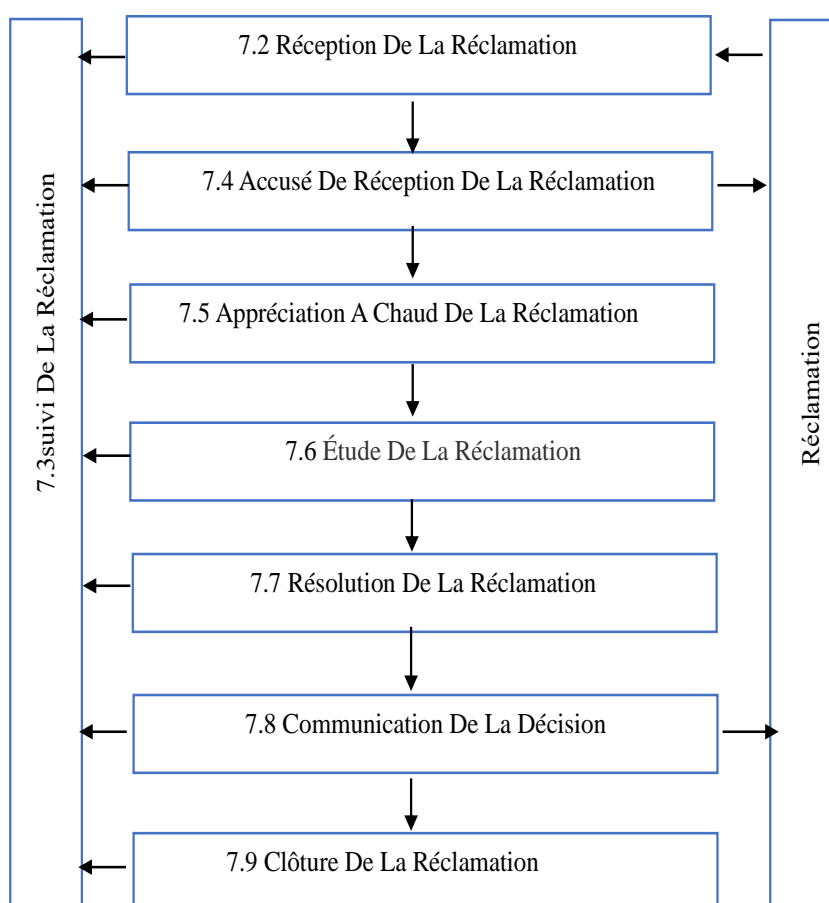 7.2 Réception De La Réclamation
7.4 Accusé De Réception De La Réclamation
7.5 Appréciation A Chaud De La Réclamation
7.6 Étude De La Réclamation
7.7 Résolution De La Réclamation
7.8 Communication De La Décision
7.9 Clôture De La Réclamation
7.3suivi De La Réclamation
Réclamation